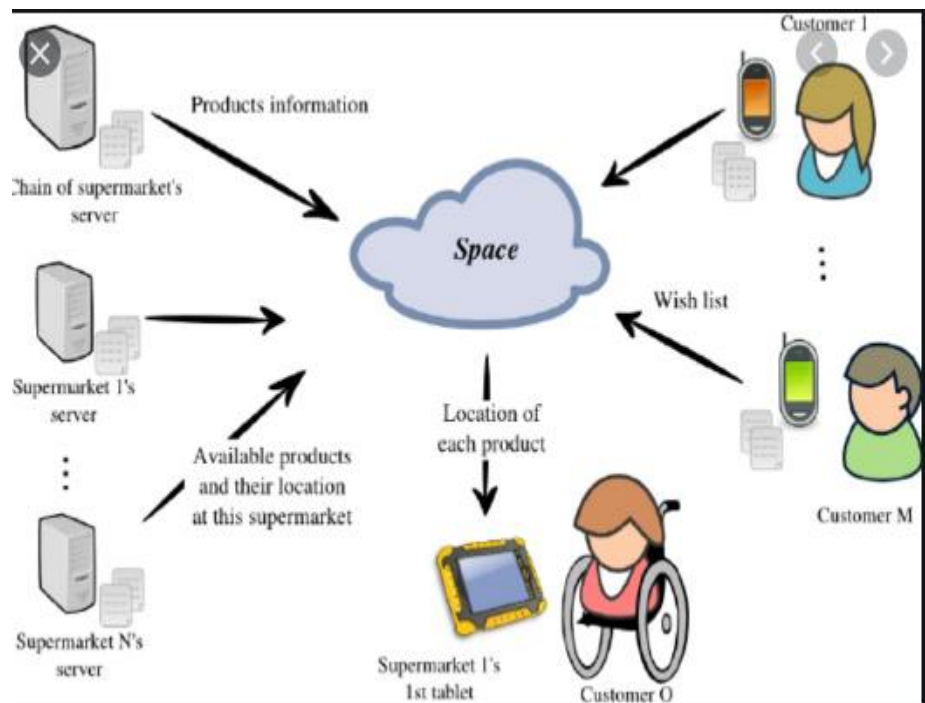 Customer 1
Products information
Chain of supermarket's
server
Space
Wish list
Supermarket 1's
server
Location of
each product
Available products
and their location
at this supermarket
Customer M
Supermarket N's
server
Supermarket 1's
1st tablet
Customer O